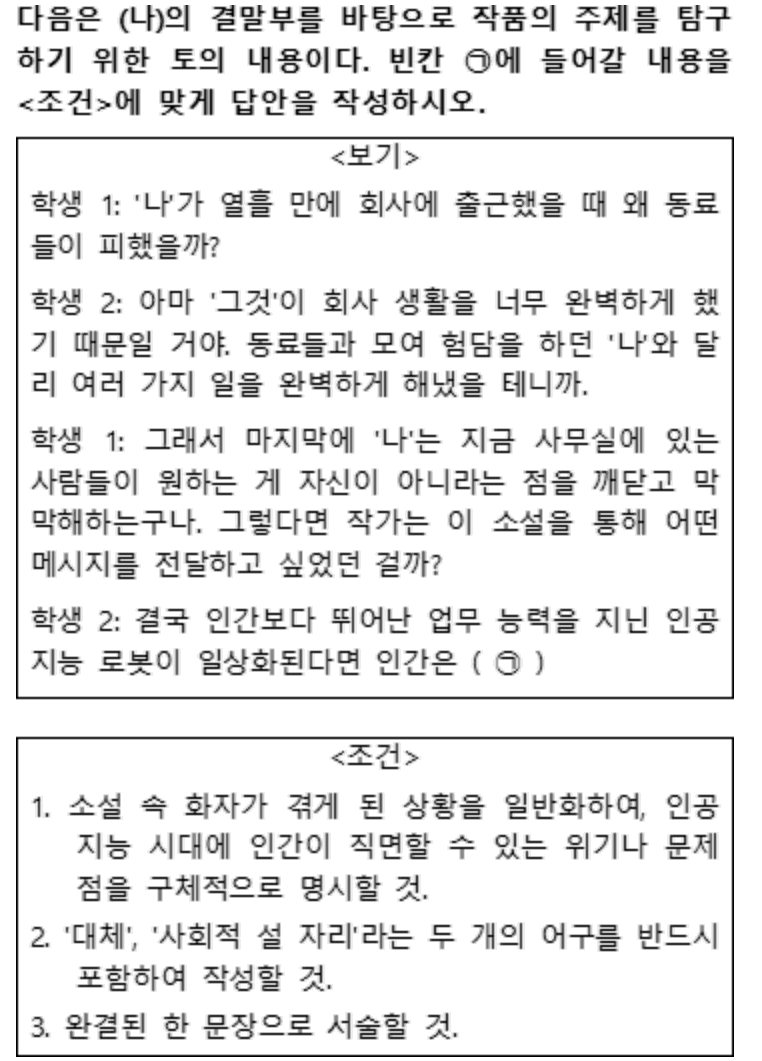 다음은 (나)의 결말부를 바탕으로 작품의 주제를 탐구
하기 위한 토의 내용이다. 빈칸 ㉠에 들어갈 내용을
<조건>에 맞게 답안을 작성하시오.
<보기>
학생 1: '나'가 열흘 만에 회사에 출근했을 때 왜 동료
들이 피했을까?
학생 2: 아마 '그것'이 회사 생활을 너무 완벽하게 했
기 때문일 거야. 동료들과 모여 험담을 하던 '나'와 달
리 여러 가지 일을 완벽하게 해냈을 테니까.
학생 1: 그래서 마지막에 '나'는 지금 사무실에 있는
사람들이 원하는 게 자신이 아니라는 점을 깨닫고 막
막해하는구나. 그렇다면 작가는 이 소설을 통해 어떤
메시지를 전달하고 싶었던 걸까?
학생 2: 결국 인간보다 뛰어난 업무 능력을 지닌 인공
지능 로봇이 일상화된다면 인간은 ( ㉠ )
<조건>
1. 소설 속 화자가 겪게 된 상황을 일반화하여, 인공
지능 시대에 인간이 직면할 수 있는 위기나 문제
점을 구체적으로 명시할 것.
2. '대체', '사회적 설 자리'라는 두 개의 어구를 반드시
포함하여 작성할 것.
3. 완결된 한 문장으로 서술할 것.